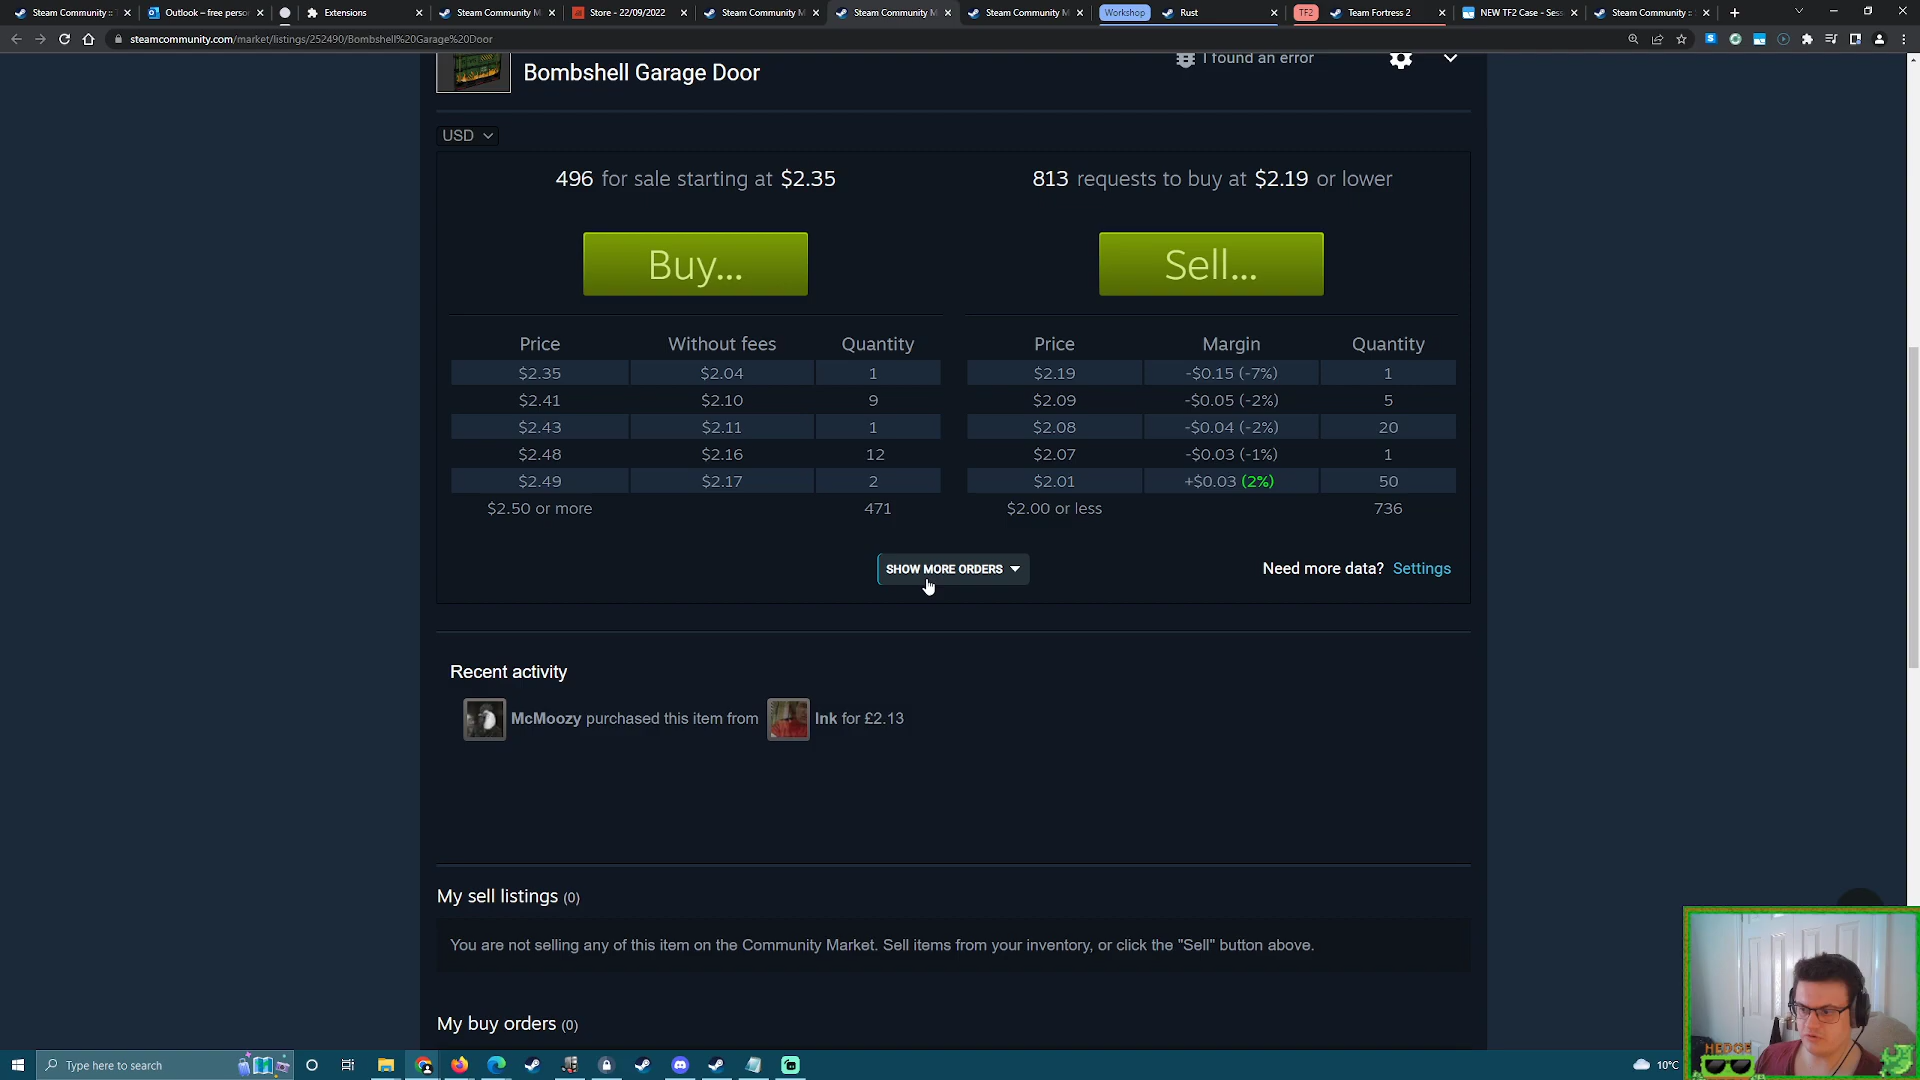 Steam Community :: T
Outlook – free perso
Extensions
Steam Community M
Store - 22/09/2022
Steam Community M
Steam Community M
Steam Community M
Workshop
Rust
TF2
Team Fortress 2
NEW TF2 Case - Sess
Steam Community ::
steamcommunity.com/market/listings/252490/Bombshell%20Garage%20Door
Bombshell Garage Door
I found an error
USD
496 for sale starting at $2.35
813 requests to buy at $2.19 or lower
Buy...
Sell...
Price Without fees Quantity
$2.35 $2.04 1
$2.41 $2.10 9
$2.43 $2.11 1
$2.48 $2.16 12
$2.49 $2.17 2
$2.50 or more 471
Price Margin Quantity
$2.19 -$0.15 (-7%) 1
$2.09 -$0.05 (-2%) 5
$2.08 -$0.04 (-2%) 20
$2.07 -$0.03 (-1%) 1
$2.01 +$0.03 (2%) 50
$2.00 or less 736
SHOW MORE ORDERS
Need more data? Settings
Recent activity
McMoozy purchased this item from Ink for £2.13
My sell listings (0)
You are not selling any of this item on the Community Market. Sell items from your inventory, or click the "Sell" button above.
My buy orders (0)
HEDGE
Type here to search
10°C